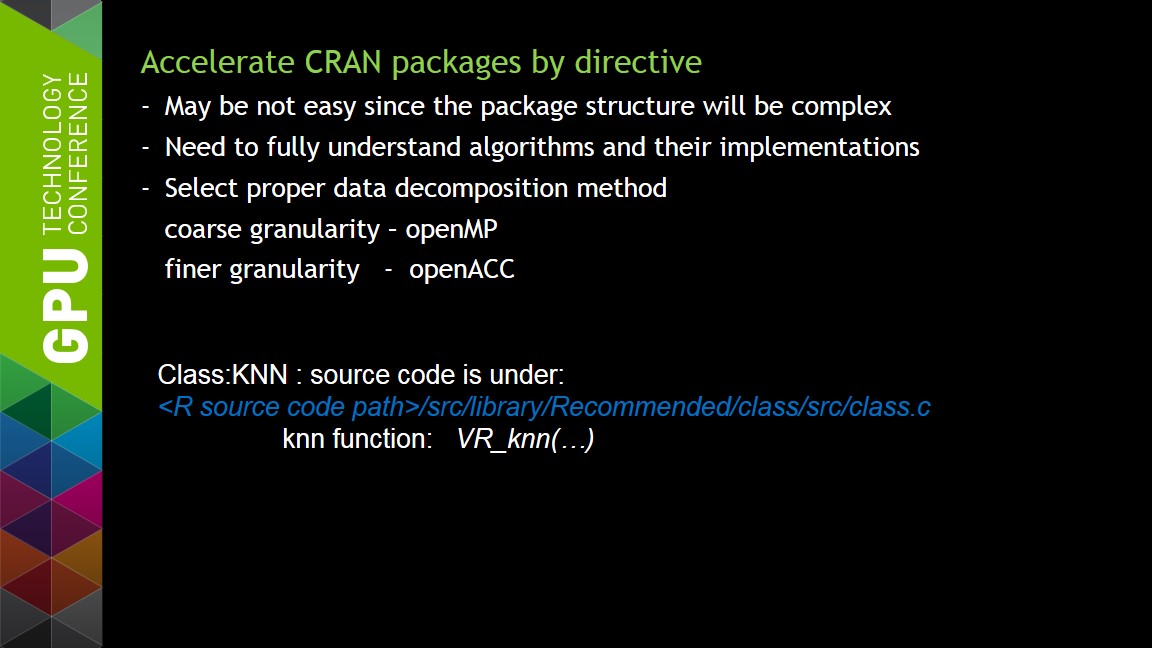 GPU TECHNOLOGY
CONFERENCE
Accelerate CRAN packages by directive
- May be not easy since the package structure will be complex
- Need to fully understand algorithms and their implementations
- Select proper data decomposition method
coarse granularity – openMP
finer granularity - openACC
Class:KNN : source code is under:
<R source code path>/src/library/Recommended/class/src/class.c
knn function: VR_knn(…)